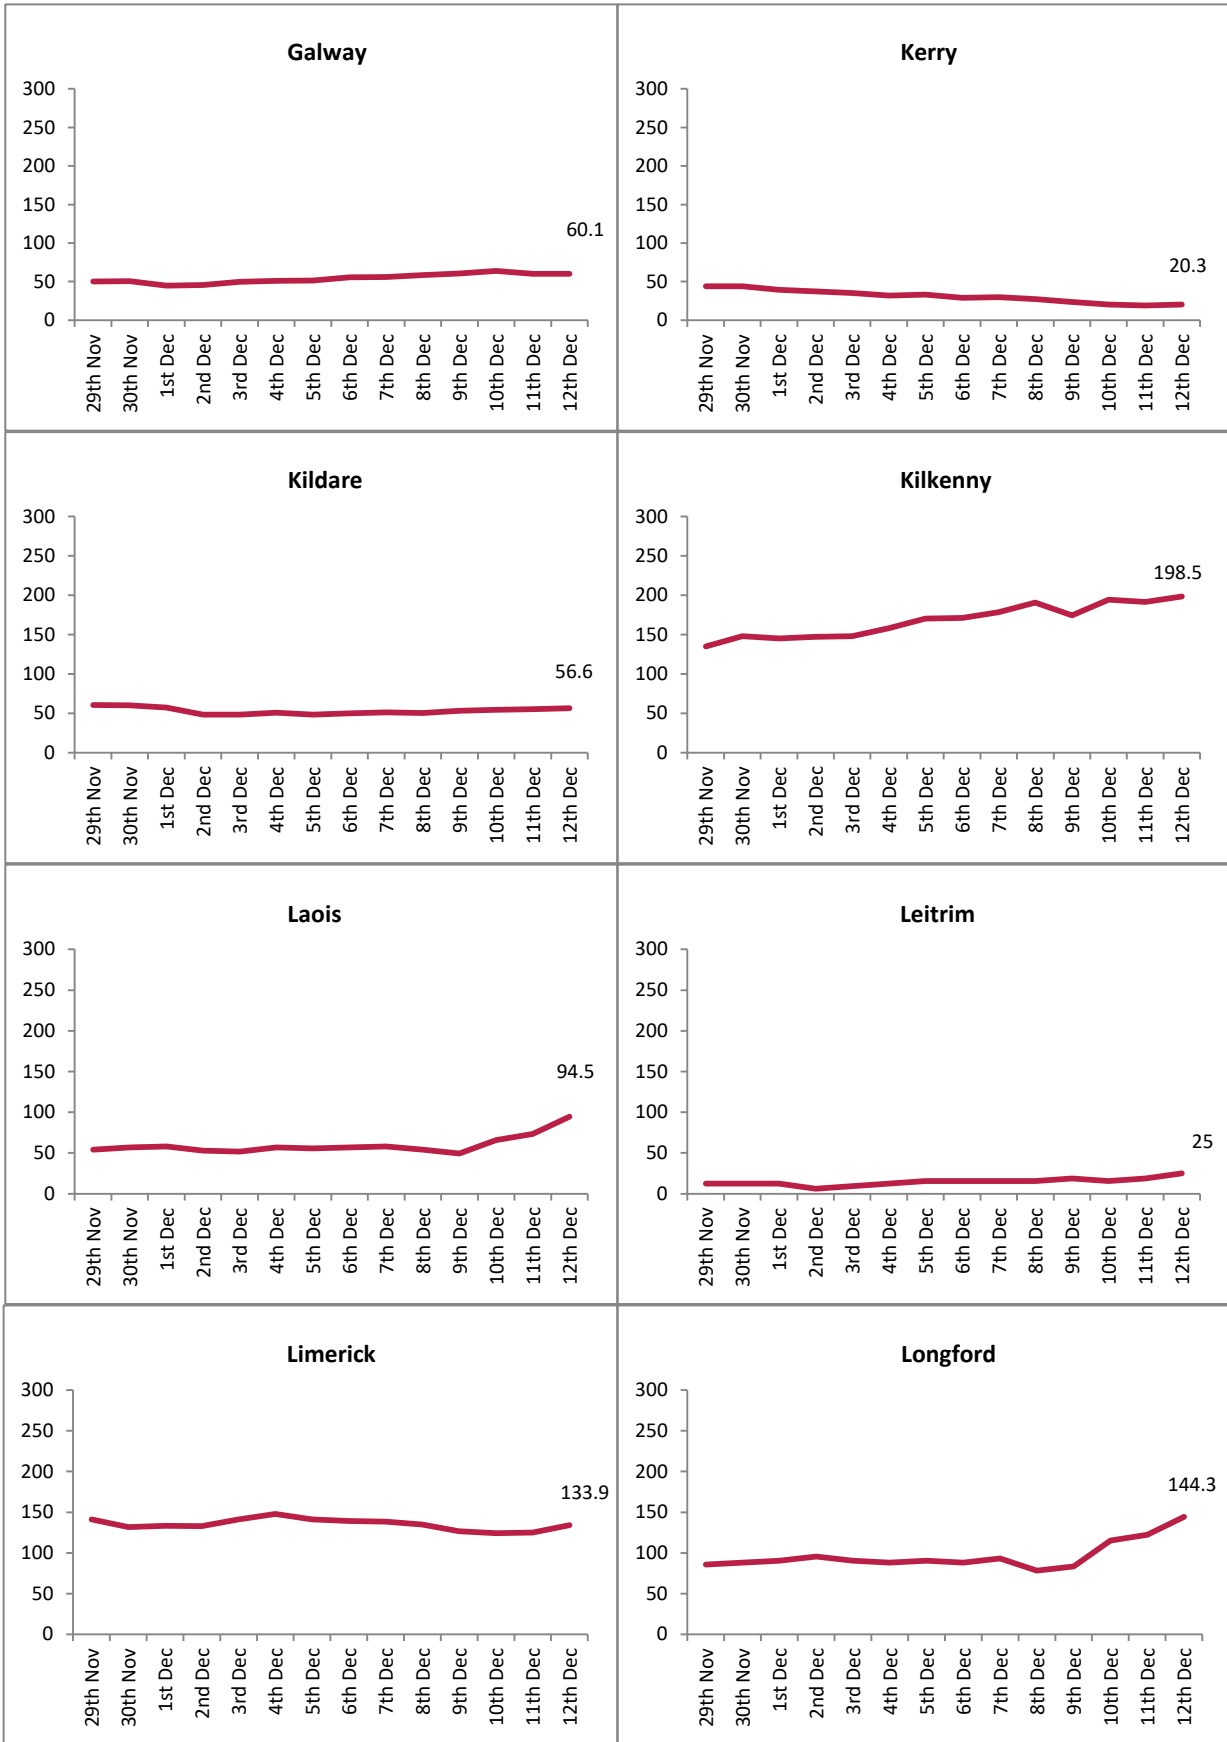 Galway
300
250
200
150
100
50
0
60.1
29th Nov
30th Nov
1st Dec
2nd Dec
3rd Dec
4th Dec
5th Dec
6th Dec
7th Dec
8th Dec
9th Dec
10th Dec
11th Dec
12th Dec
Kerry
300
250
200
150
100
50
0
20.3
29th Nov
30th Nov
1st Dec
2nd Dec
3rd Dec
4th Dec
5th Dec
6th Dec
7th Dec
8th Dec
9th Dec
10th Dec
11th Dec
12th Dec
Kildare
300
250
200
150
100
50
0
56.6
29th Nov
30th Nov
1st Dec
2nd Dec
3rd Dec
4th Dec
5th Dec
6th Dec
7th Dec
8th Dec
9th Dec
10th Dec
11th Dec
12th Dec
Kilkenny
300
250
200
150
100
50
0
198.5
29th Nov
30th Nov
1st Dec
2nd Dec
3rd Dec
4th Dec
5th Dec
6th Dec
7th Dec
8th Dec
9th Dec
10th Dec
11th Dec
12th Dec
Laois
300
250
200
150
100
50
0
94.5
29th Nov
30th Nov
1st Dec
2nd Dec
3rd Dec
4th Dec
5th Dec
6th Dec
7th Dec
8th Dec
9th Dec
10th Dec
11th Dec
12th Dec
Leitrim
300
250
200
150
100
50
0
25
29th Nov
30th Nov
1st Dec
2nd Dec
3rd Dec
4th Dec
5th Dec
6th Dec
7th Dec
8th Dec
9th Dec
10th Dec
11th Dec
12th Dec
Limerick
300
250
200
150
100
50
0
133.9
29th Nov
30th Nov
1st Dec
2nd Dec
3rd Dec
4th Dec
5th Dec
6th Dec
7th Dec
8th Dec
9th Dec
10th Dec
11th Dec
12th Dec
Longford
300
250
200
150
100
50
0
144.3
29th Nov
30th Nov
1st Dec
2nd Dec
3rd Dec
4th Dec
5th Dec
6th Dec
7th Dec
8th Dec
9th Dec
10th Dec
11th Dec
12th Dec